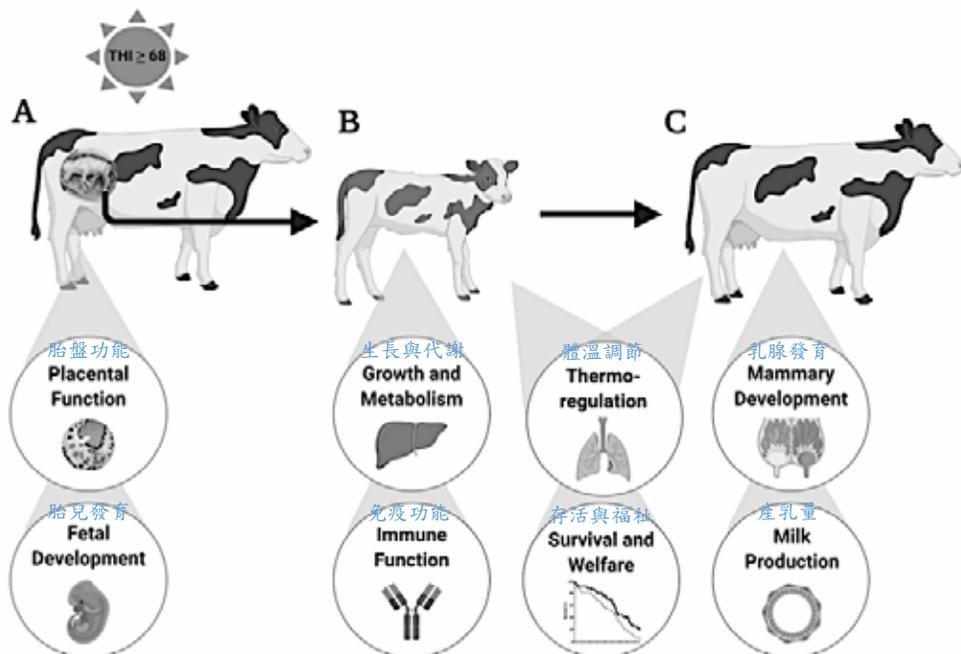 THI ≥ 68
A
B
C
胎盤功能
Placental
Function
生長與代謝
Growth and
Metabolism
體溫調節
Thermo-
regulation
乳腺發育
Mammary
Development
胎兒發育
Fetal
Development
免疫功能
Immune
Function
存活與福祉
Survival and
Welfare
產乳量
Milk
Production